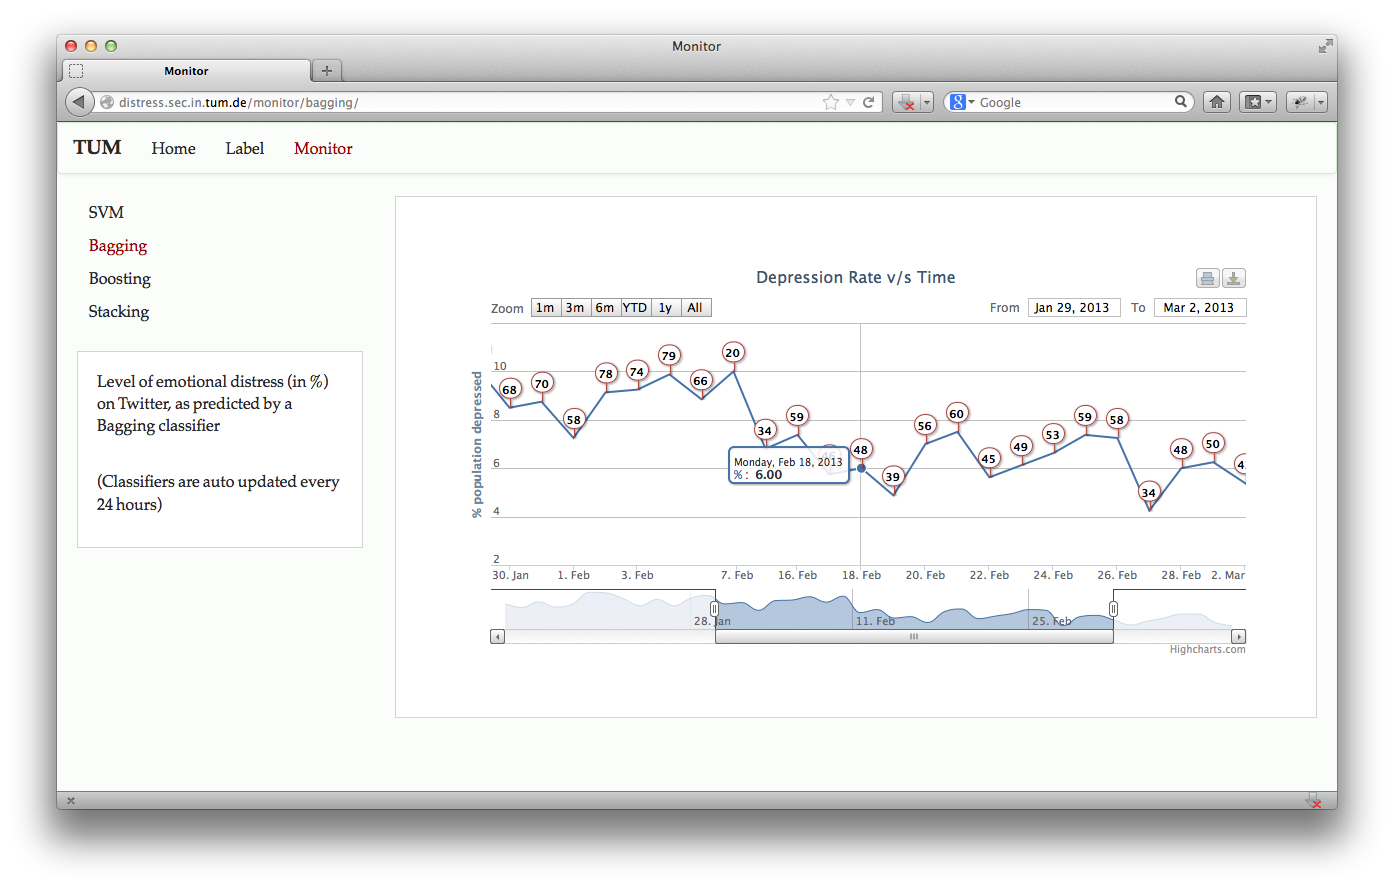 Monitor
Monitor
distress.sec.in.tum.de/monitor/bagging/
Google
TUM Home Label Monitor
SVM
Bagging
Boosting
Stacking
Level of emotional distress (in %)
on Twitter, as predicted by a
Bagging classifier
(Classifiers are auto updated every
24 hours)
Depression Rate v/s Time
Zoom 1m 3m 6m YTD 1y All
From Jan 29, 2013 To Mar 2, 2013
% population depressed
10
8
6
4
2
68 70 58 78 74 79 66 20 34 59 48 39 56 60 45 49 53 59 58 34 48 50
Monday, Feb 18, 2013
%: 6.00
30. Jan 1. Feb 3. Feb 7. Feb 16. Feb 18. Feb 20. Feb 22. Feb 24. Feb 26. Feb 28. Feb 2. Mar
28. Jan 11. Feb 25. Feb
Highcharts.com